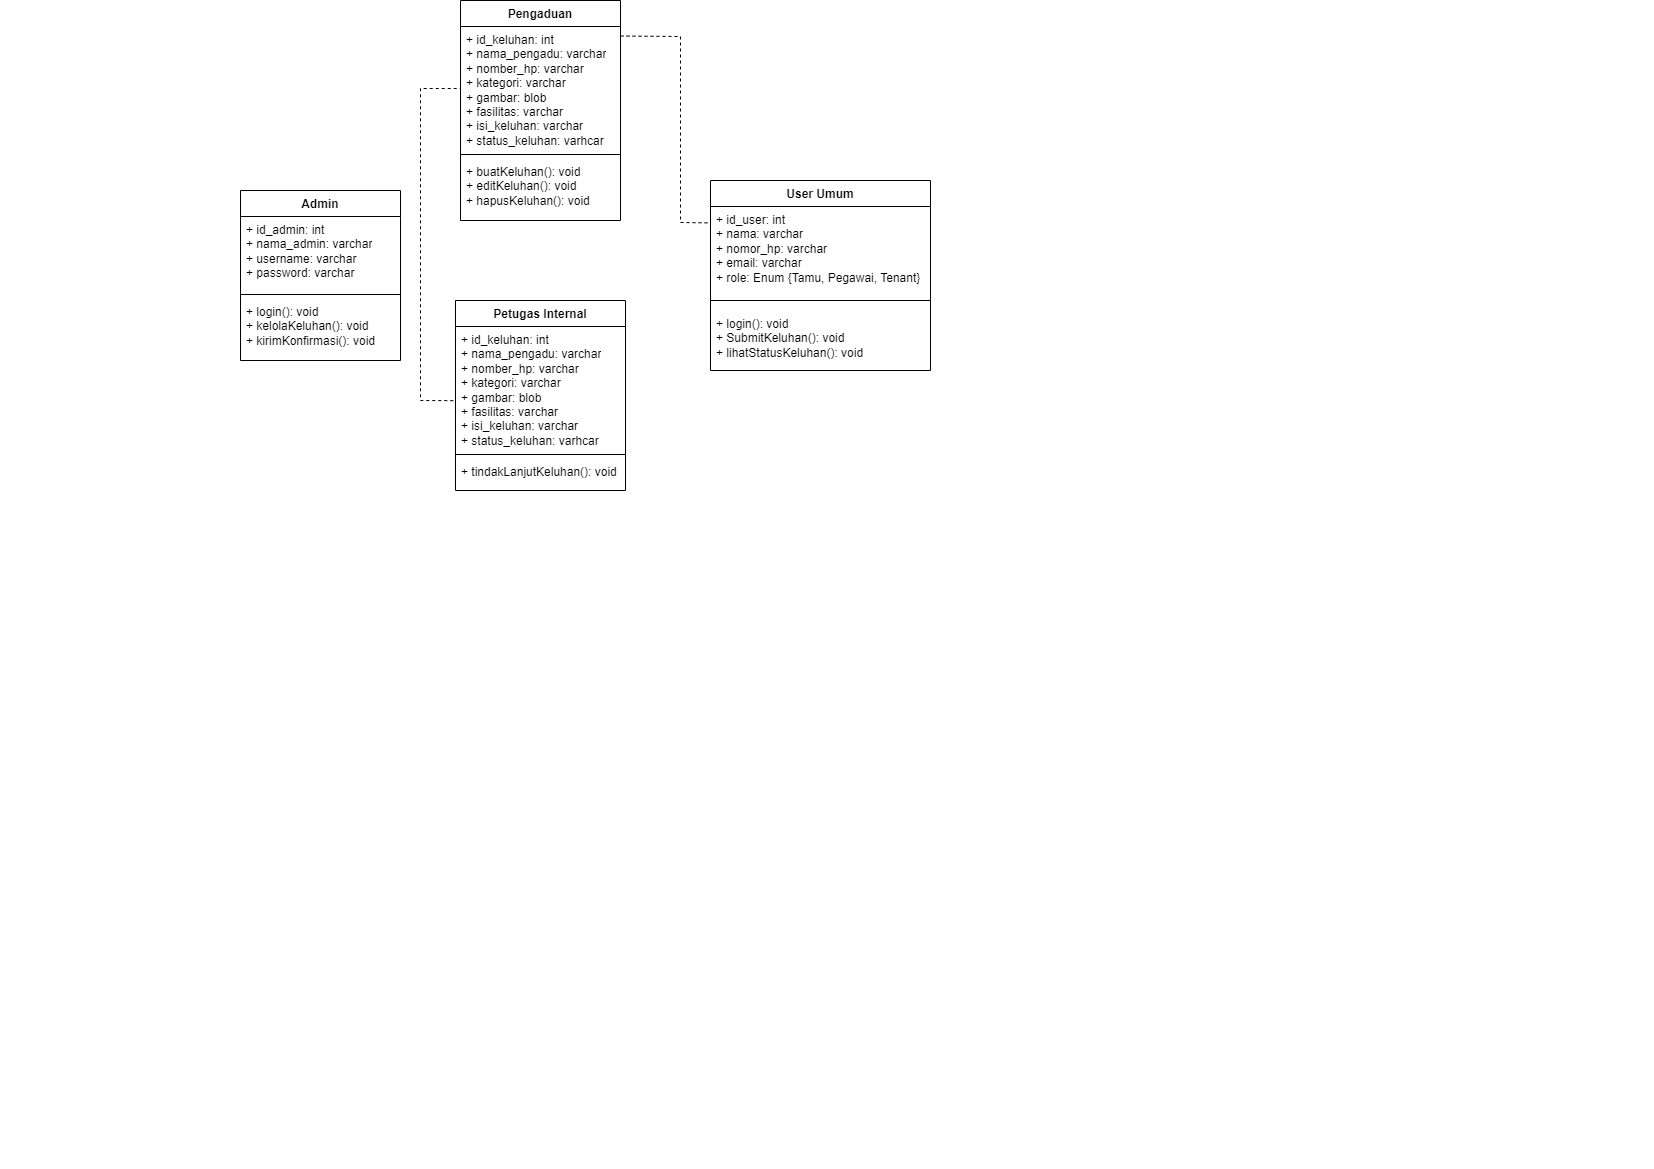 Pengaduan
+ id_keluhan: int
+ nama_pengadu: varchar
+ nomber_hp: varchar
+ kategori: varchar
+ gambar: blob
+ fasilitas: varchar
+ isi_keluhan: varchar
+ status_keluhan: varhcar
+ buatKeluhan(): void
+ editKeluhan(): void
+ hapusKeluhan(): void
Admin
+ id_admin: int
+ nama_admin: varchar
+ username: varchar
+ password: varchar
+ login(): void
+ kelolaKeluhan(): void
+ kirimKonfirmasi(): void
User Umum
+ id_user: int
+ nama: varchar
+ nomor_hp: varchar
+ email: varchar
+ role: Enum {Tamu, Pegawai, Tenant}
+ login(): void
+ SubmitKeluhan(): void
+ lihatStatusKeluhan(): void
Petugas Internal
+ id_keluhan: int
+ nama_pengadu: varchar
+ nomber_hp: varchar
+ kategori: varchar
+ gambar: blob
+ fasilitas: varchar
+ isi_keluhan: varchar
+ status_keluhan: varhcar
+ tindakLanjutKeluhan(): void